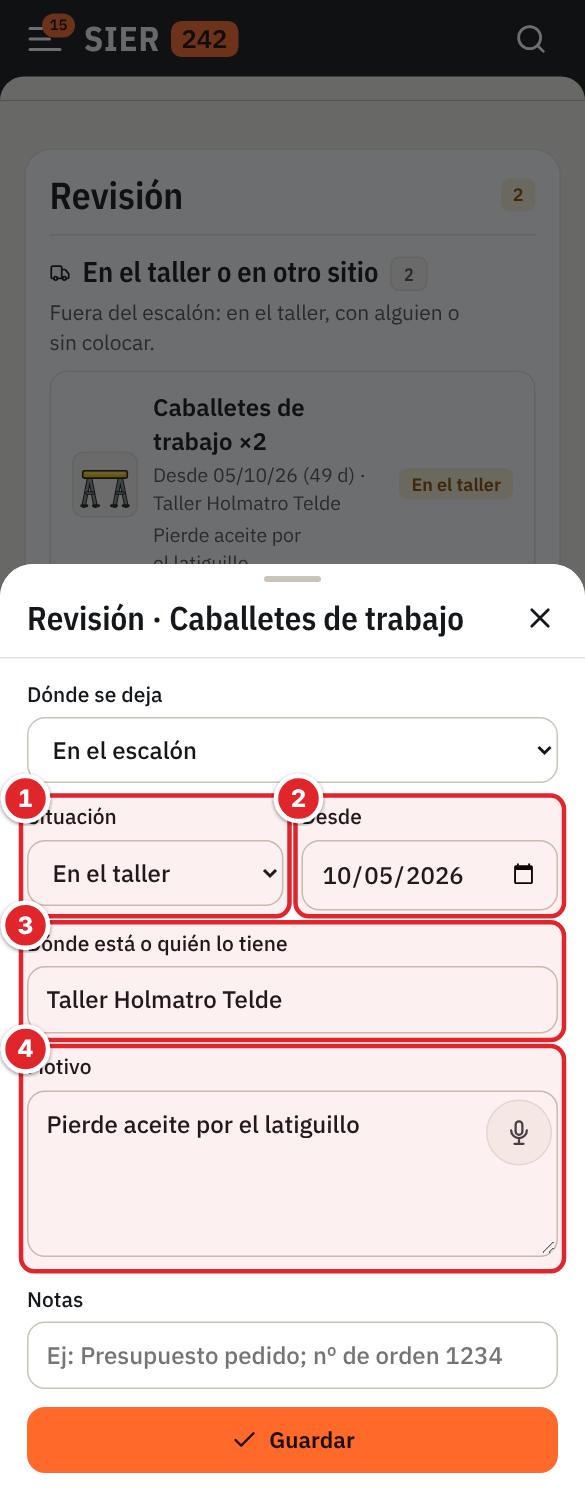 15
SIER 242
Revisión 2
En el taller o en otro sitio 2
Fuera del escalón: en el taller, con alguien o
sin colocar.
Caballetes de
trabajo ×2
Desde 05/10/26 (49 d) ·
Taller Holmatro Telde
En el taller
Pierde aceite por
el latiguillo
Revisión · Caballetes de trabajo
Dónde se deja
En el escalón
1
Situación
2
Desde
En el taller
10/05/2026
3
Dónde está o quién lo tiene
Taller Holmatro Telde
4
Motivo
Pierde aceite por el latiguillo
Notas
Ej: Presupuesto pedido; nº de orden 1234
Guardar